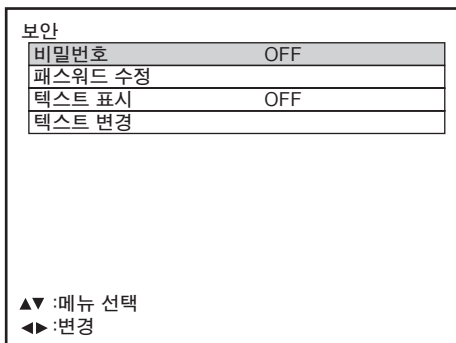 보안
비밀번호 OFF
패스워드 수정
텍스트 표시 OFF
텍스트 변경
▲▼ :메뉴 선택
◀▶ :변경